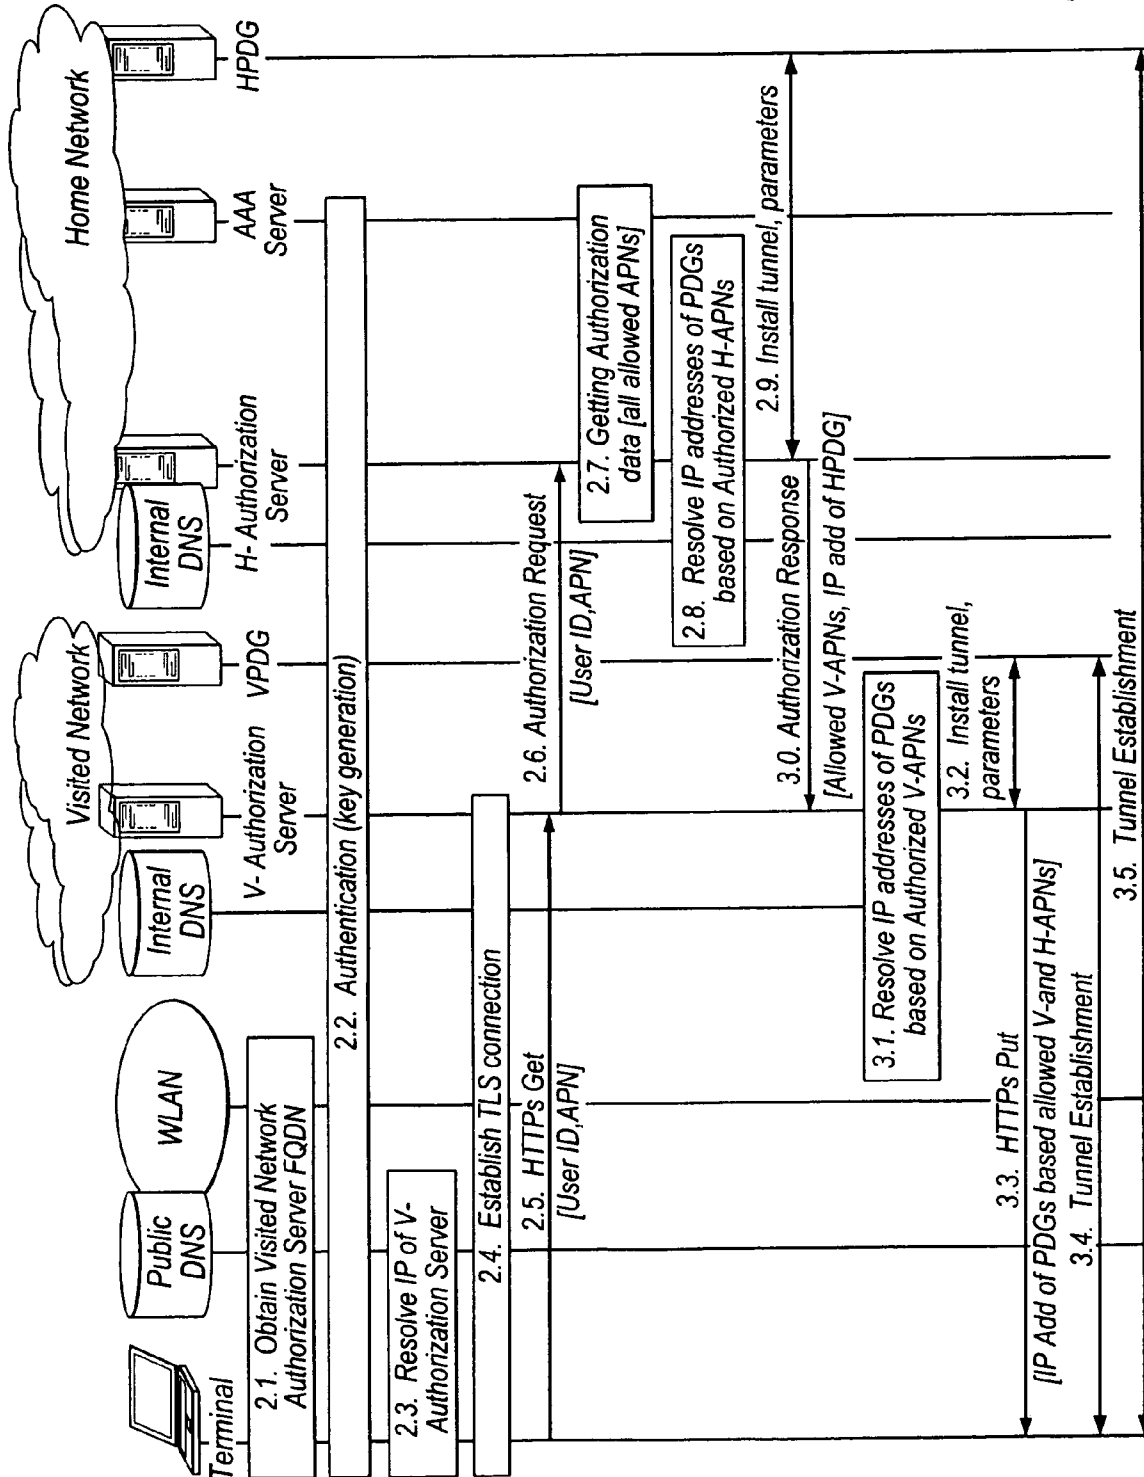 Visited Network
Home Network
Terminal
Public
DNS
WLAN
Internal
DNS
V- Authorization
Server
VPDG
Internal
DNS
H- Authorization
Server
AAA
Server
HPDG
2.1. Obtain Visited Network
Authorization Server FQDN
2.2. Authentication (key generation)
2.3. Resolve IP of V-
Authorization Server
2.4. Establish TLS connection
2.5. HTTPs Get
[User ID,APN]
2.6. Authorization Request
[User ID,APN]
2.7. Getting Authorization
data [all allowed APNs]
2.8. Resolve IP addresses of PDGs
based on Authorized H-APNs
2.9. Install tunnel, parameters
3.0. Authorization Response
[Allowed V-APNs, IP add of HPDG]
3.1. Resolve IP addresses of PDGs
based on Authorized V-APNs
3.2. Install tunnel,
parameters
3.3. HTTPs Put
[IP Add of PDGs based allowed V-and H-APNs]
3.4. Tunnel Establishment
3.5. Tunnel Establishment